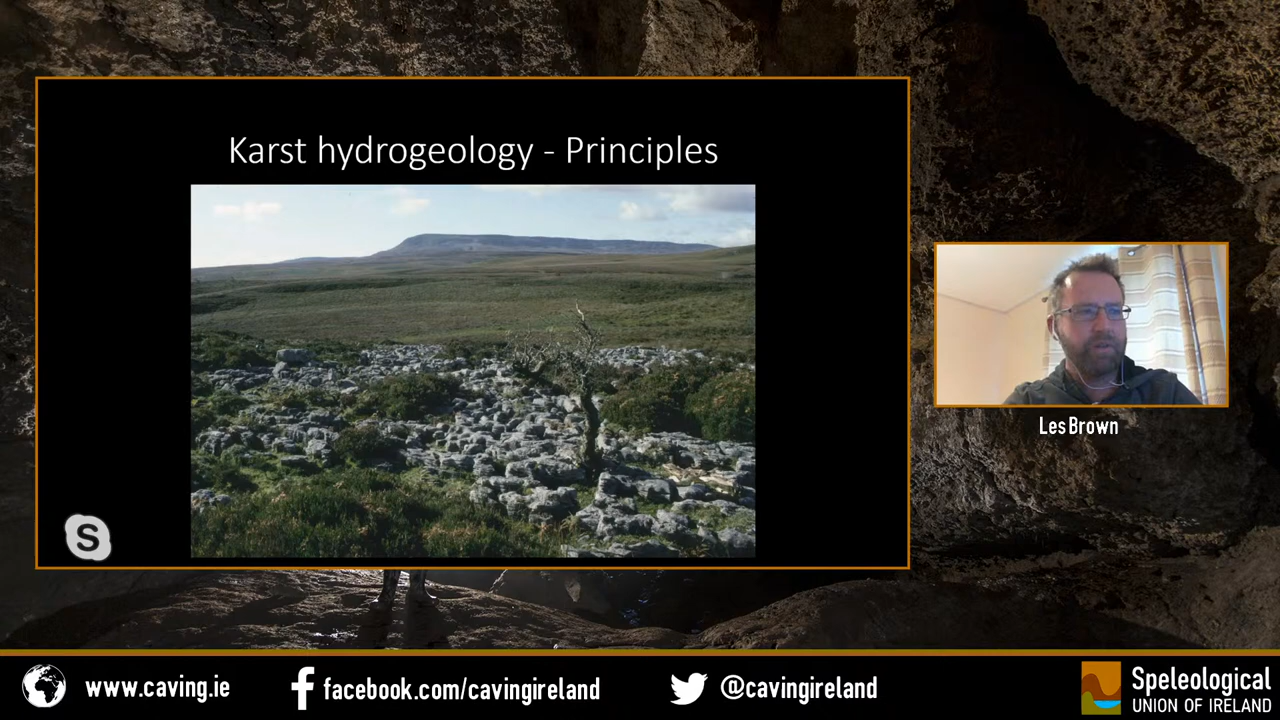 Karst hydrogeology - Principles
S
Les Brown
www.caving.ie
facebook.com/cavingireland
@cavingireland
Speleological
UNION OF IRELAND